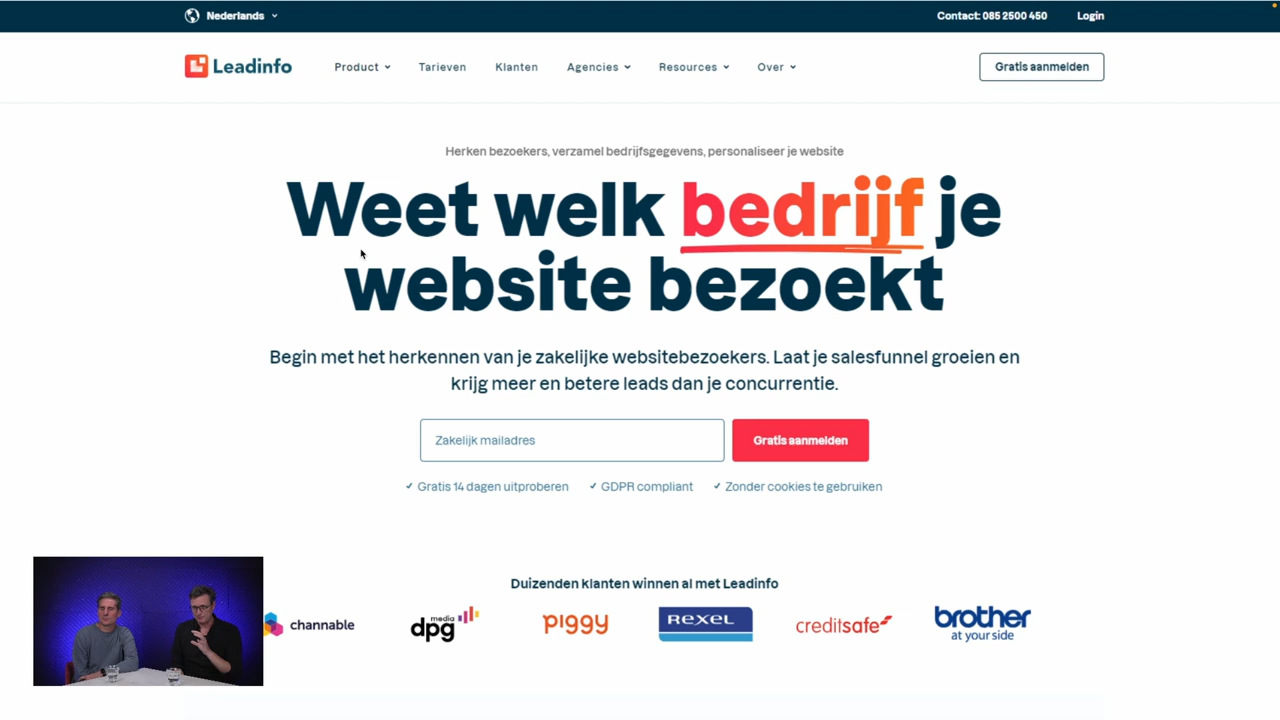 Nederlands
Contact: 085 2500 450
Login
Leadinfo
Product
Tarieven
Klanten
Agencies
Resources
Over
Gratis aanmelden
Herken bezoekers, verzamel bedrijfsgegevens, personaliseer je website
Weet welk bedrijf je
website bezoekt
Begin met het herkennen van je zakelijke websitebezoekers. Laat je salesfunnel groeien en
krijg meer en betere leads dan je concurrentie.
Zakelijk mailadres
Gratis aanmelden
Gratis 14 dagen uitproberen
GDPR compliant
Zonder cookies te gebruiken
Duizenden klanten winnen al met Leadinfo
channable
dpg media
piggy
REXEL
creditsafe
brother
at your side